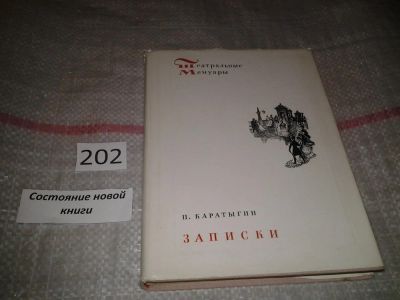 Театральные
Мемуары
202
Состояние новой
книги
П. КАРАТЫГИН
ЗАПИСКИ